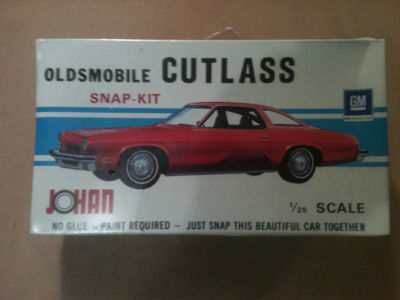 OLDSMOBILE CUTLASS
SNAP-KIT
GM
JOHAN
1/25 SCALE
NO GLUE or PAINT REQUIRED — JUST SNAP THIS BEAUTIFUL CAR TOGETHER